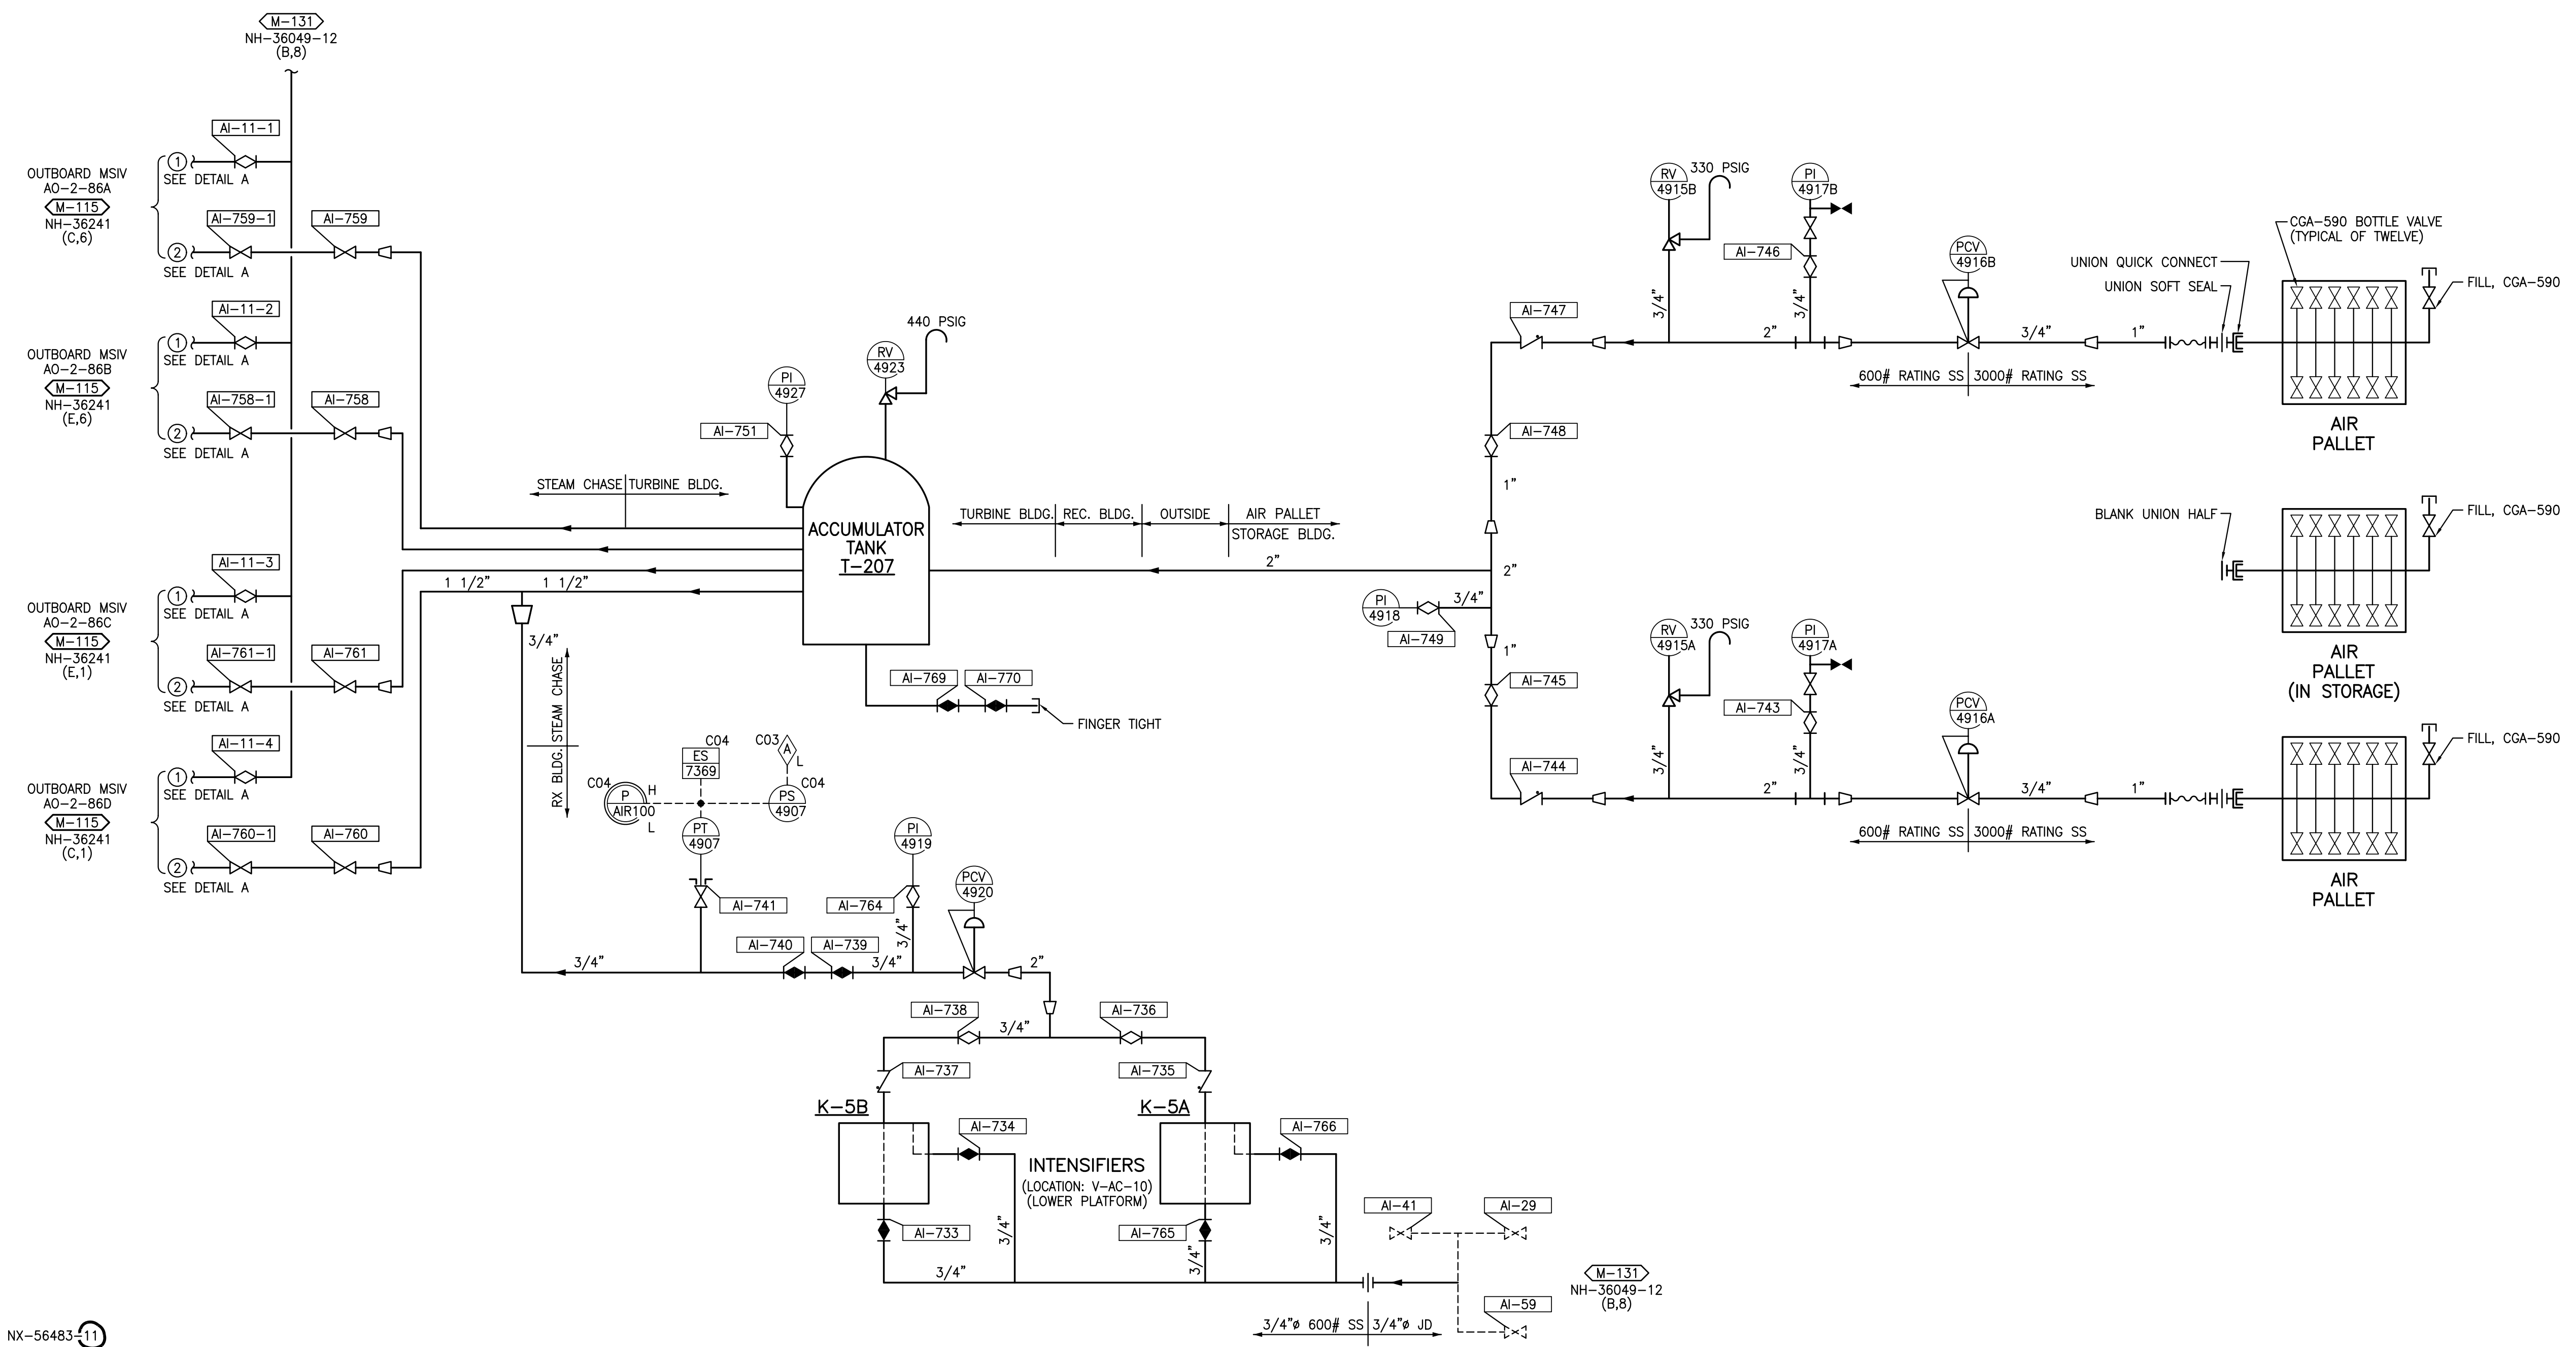 M-131
NH-36049-12
(B,8)
AI-11-1
1
SEE DETAIL A
OUTBOARD MSIV
AO-2-86A
M-115
NH-36241
(C,6)
AI-759-1
AI-759
2
SEE DETAIL A
AI-11-2
1
SEE DETAIL A
OUTBOARD MSIV
AO-2-86B
M-115
NH-36241
(E,6)
AI-758-1
AI-758
2
SEE DETAIL A
AI-11-3
1
SEE DETAIL A
OUTBOARD MSIV
AO-2-86C
M-115
NH-36241
(E,1)
AI-761-1
AI-761
2
SEE DETAIL A
AI-11-4
1
SEE DETAIL A
OUTBOARD MSIV
AO-2-86D
M-115
NH-36241
(C,1)
AI-760-1
AI-760
2
SEE DETAIL A
STEAM CHASE
TURBINE BLDG.
1 1/2"
1 1/2"
3/4"
RX BLDG.
STEAM CHASE
440 PSIG
RV
4923
PI
4927
AI-751
ACCUMULATOR
TANK
T-207
AI-769
AI-770
FINGER TIGHT
TURBINE BLDG.
REC. BLDG.
OUTSIDE
AIR PALLET
STORAGE BLDG.
2"
2"
1"
1"
PI
4918
3/4"
AI-749
AI-747
AI-748
AI-745
AI-744
RV
4915B
330 PSIG
PI
4917B
AI-746
3/4"
3/4"
2"
PCV
4916B
3/4"
1"
600# RATING SS
3000# RATING SS
UNION QUICK CONNECT
UNION SOFT SEAL
CGA-590 BOTTLE VALVE
(TYPICAL OF TWELVE)
FILL, CGA-590
AIR
PALLET
BLANK UNION HALF
FILL, CGA-590
AIR
PALLET
(IN STORAGE)
RV
4915A
330 PSIG
PI
4917A
AI-743
3/4"
3/4"
2"
PCV
4916A
3/4"
1"
600# RATING SS
3000# RATING SS
FILL, CGA-590
AIR
PALLET
C04
ES
7369
C03
A
L
C04
P
AIR100
H
L
PS
4907
C04
PT
4907
AI-741
PI
4919
AI-764
3/4"
PCV
4920
AI-740
AI-739
3/4"
3/4"
2"
AI-738
3/4"
AI-736
AI-737
AI-735
K-5B
K-5A
AI-734
AI-766
INTENSIFIERS
(LOCATION: V-AC-10)
(LOWER PLATFORM)
AI-733
AI-765
3/4"
3/4"
3/4"
3/4"
AI-41
AI-29
AI-59
M-131
NH-36049-12
(B,8)
3/4"ø 600# SS
3/4"ø JD
NX-56483-11